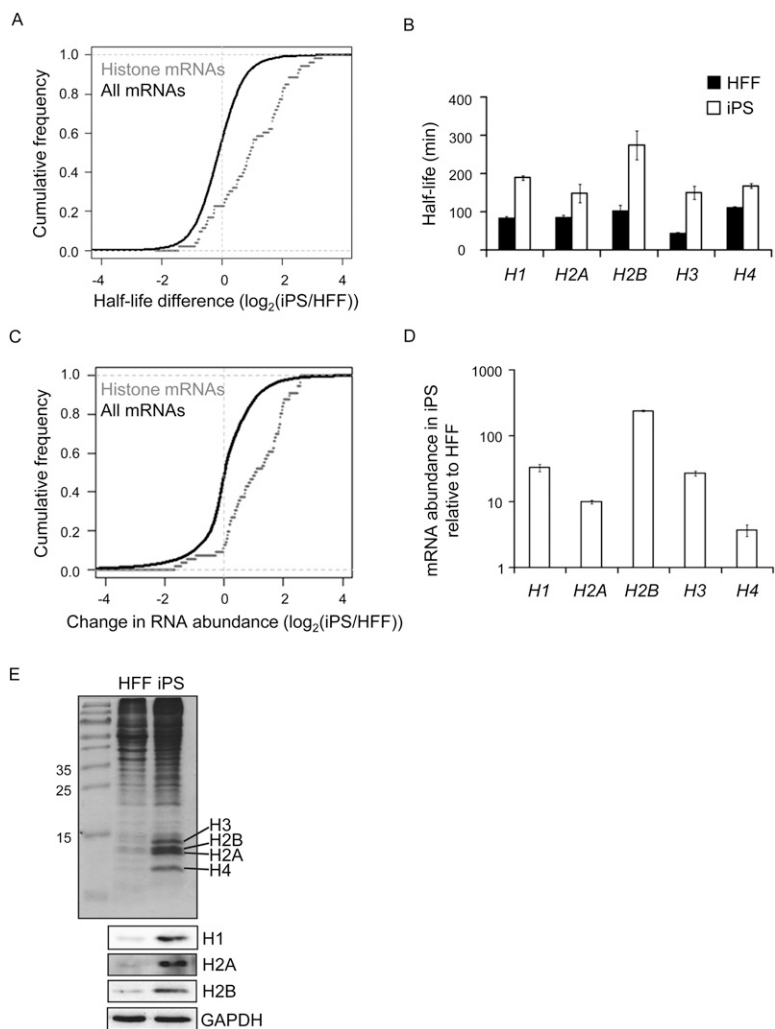 A
Histone mRNAs
All mRNAs
Cumulative frequency
1.0
0.8
0.6
0.4
0.2
0.0
-4 -2 0 2 4
Half-life difference (log2(iPS/HFF))
B
HFF
iPS
Half-life (min)
400
300
200
100
0
H1 H2A H2B H3 H4
C
Histone mRNAs
All mRNAs
Cumulative frequency
1.0
0.8
0.6
0.4
0.2
0.0
-4 -2 0 2 4
Change in RNA abundance (log2(iPS/HFF))
D
mRNA abundance in iPS
relative to HFF
1000
100
10
1
H1 H2A H2B H3 H4
E
HFF iPS
35
25
15
H3
H2B
H2A
H4
H1
H2A
H2B
GAPDH